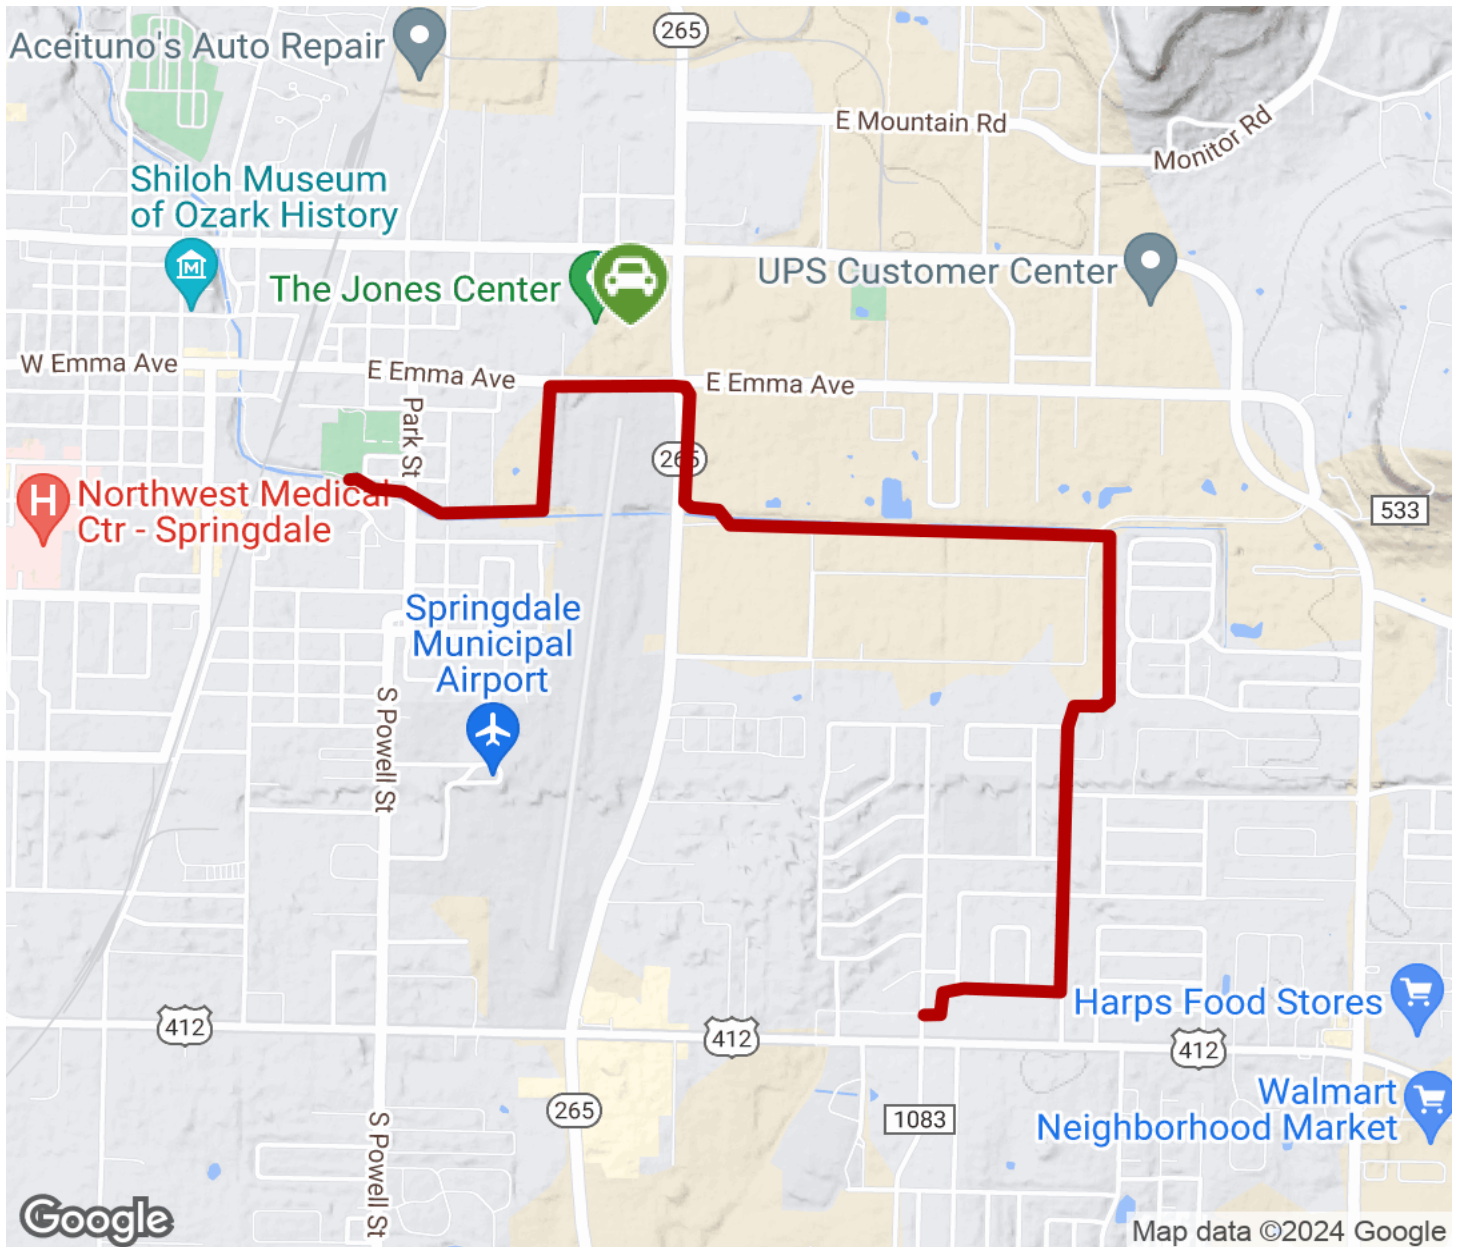 265
Aceituno's Auto Repair
E Mountain Rd
Monitor Rd
Shiloh Museum
of Ozark History
M
The Jones Center
UPS Customer Center
W Emma Ave
E Emma Ave
E Emma Ave
Park St
265
H
Northwest Medical
Ctr - Springdale
533
Springdale
Municipal
Airport
S Powell St
Harps Food Stores
412
412
412
Walmart
Neighborhood Market
265
1083
S Powell St
Google
Map data ©2024 Google